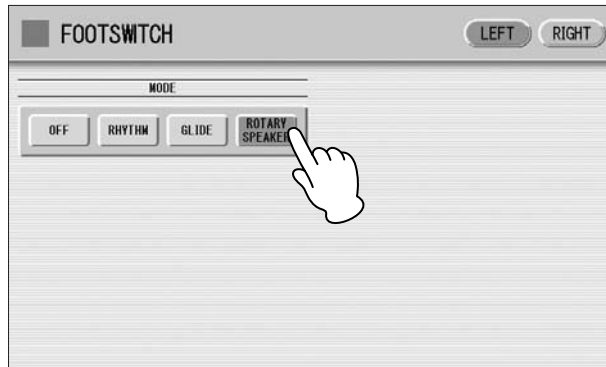 FOOTSWITCH
LEFT RIGHT
MODE
OFF RHYTHM GLIDE ROTARY
SPEAKER